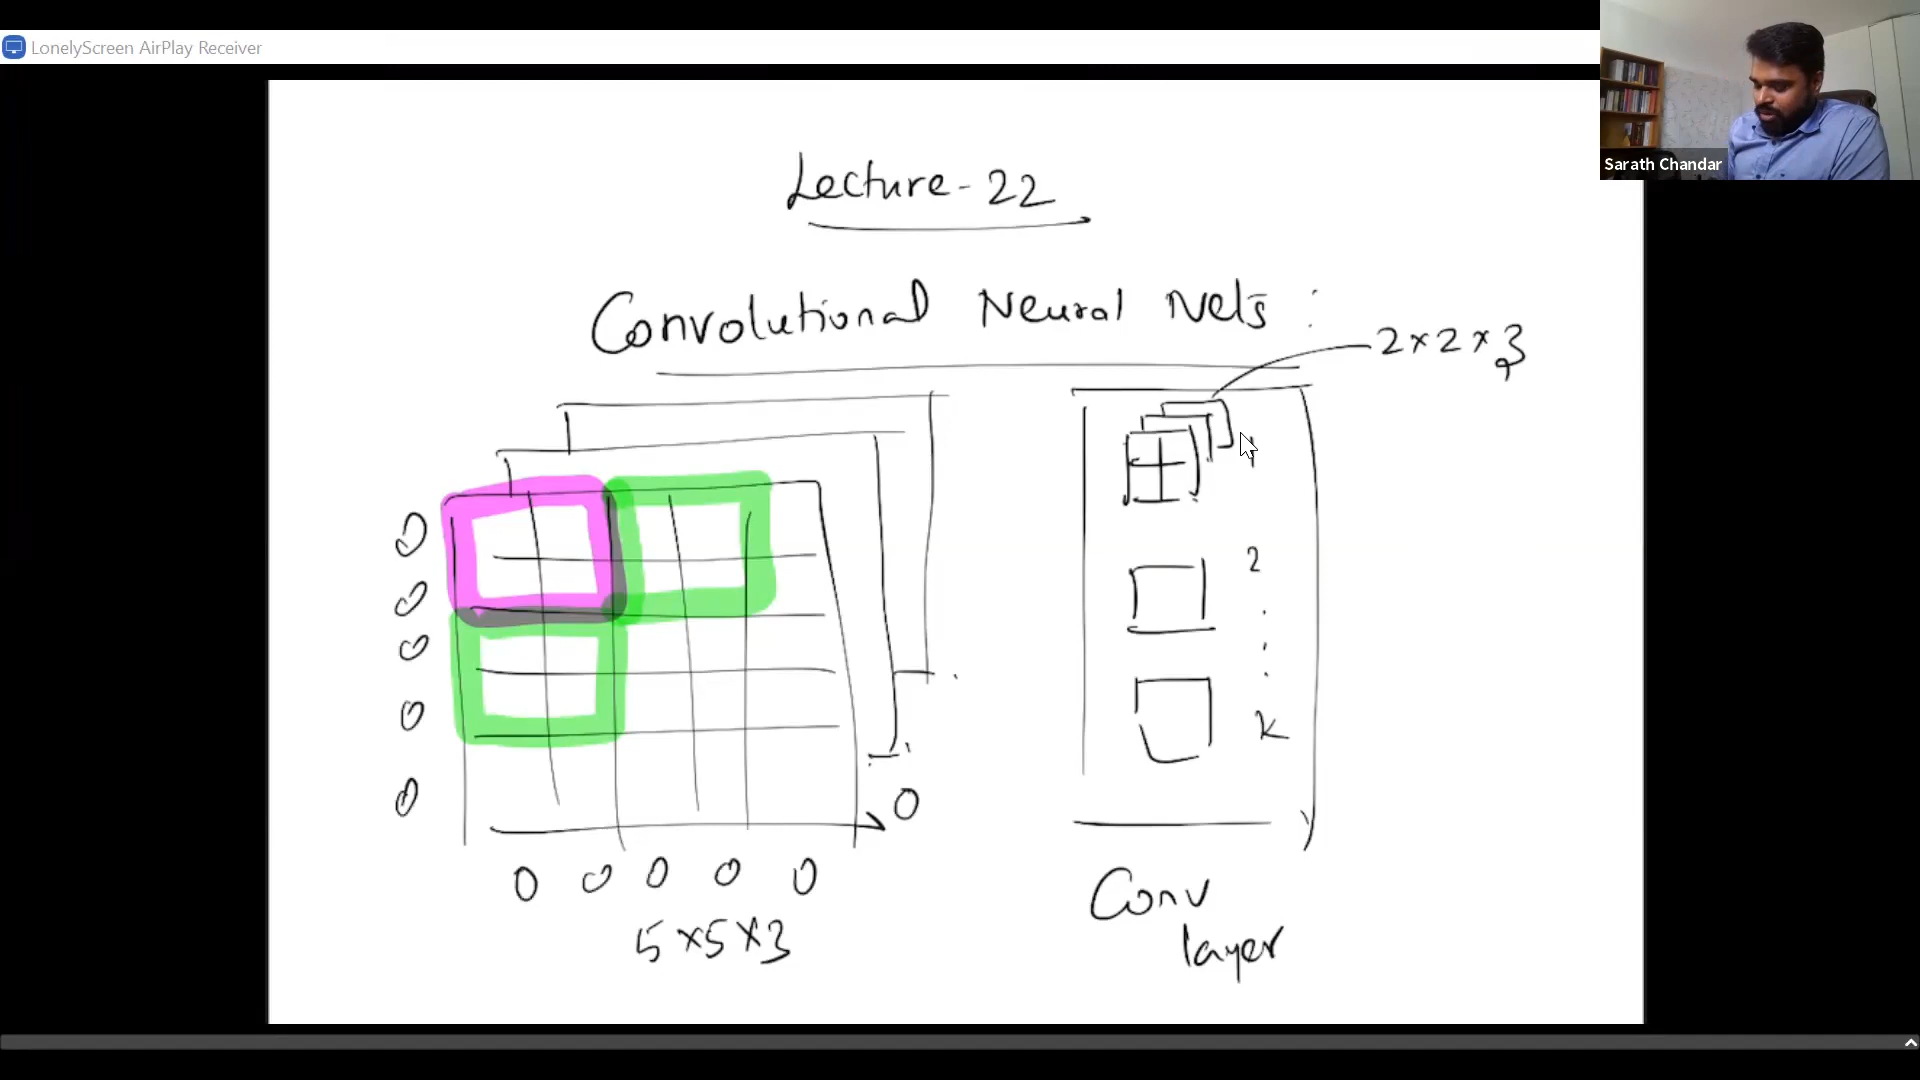 LonelyScreen AirPlay Receiver
Sarath Chandar
Lecture - 22
Convolutional Neural Nets :
2 x 2 x 3
1
0
0
2
0
0
k
0
0
0 0 0 0 0
5 x 5 x 3
Conv
layer